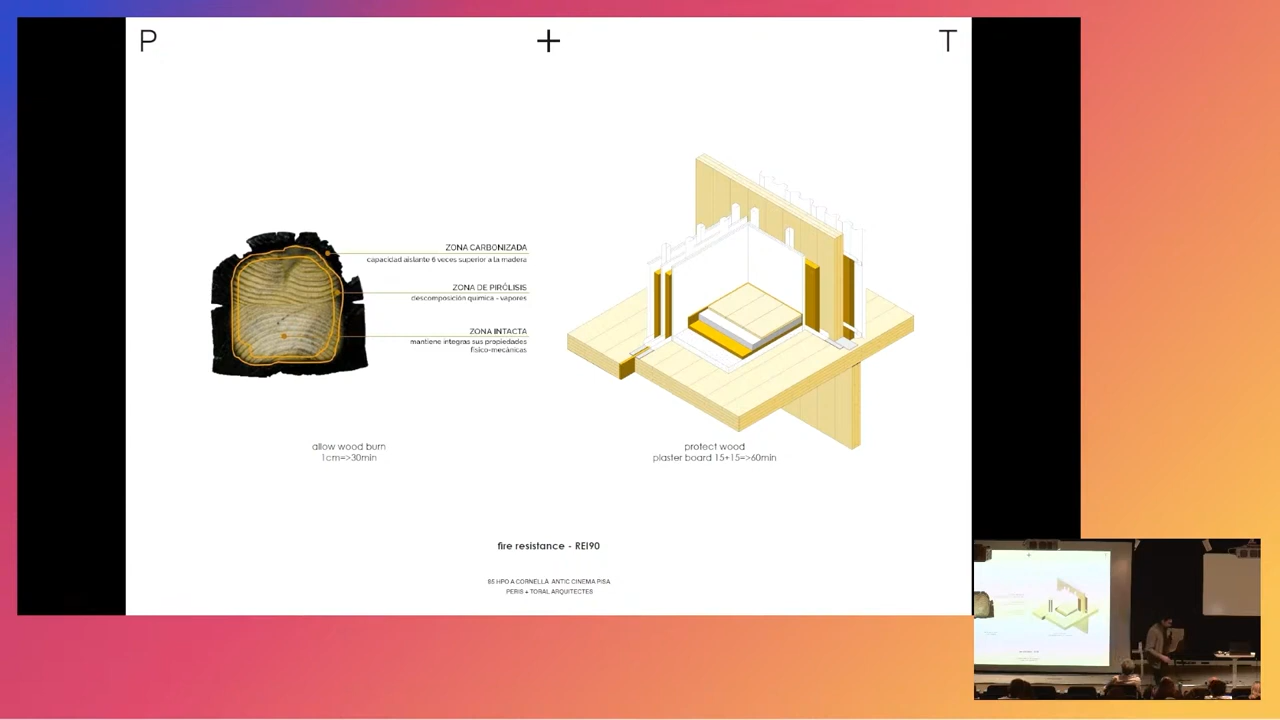 P + T
ZONA CARBONIZADA
capacidad aislante 6 veces superior a la madera
ZONA DE PIRÓLISIS
descomposición química - vapores
ZONA INTACTA
mantiene íntegras sus propiedades
físico-mecánicas
allow wood burn
1cm=>30min
protect wood
plaster board 15+15=>60min
fire resistance - REI90
85 HPO A CORNELLÀ ANTIC CINEMA PISA
PERIS + TORAL ARQUITECTES